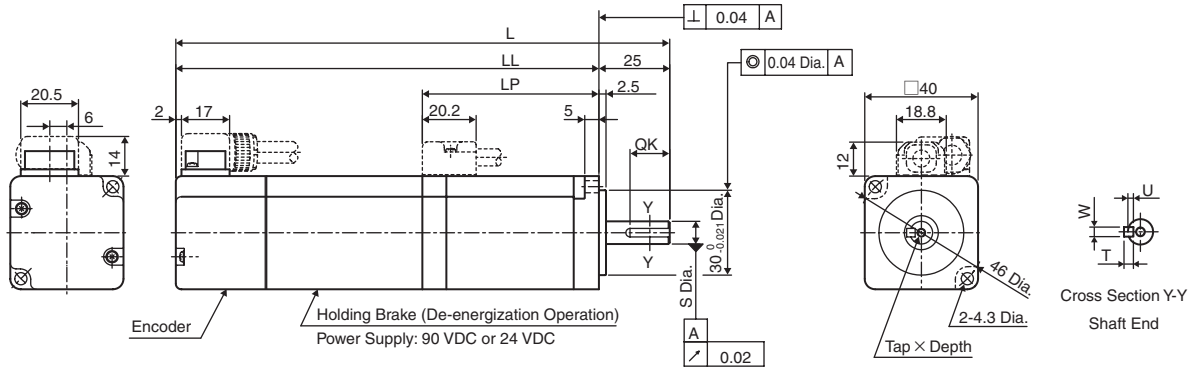 ⊥ 0.04 A
L
LL 25
◎ 0.04 Dia. A
LP 2.5
20.5
6
14
2 17
20.2
5
QK
Y
Y
S Dia.
30 0 -0.021 Dia.
A
↗ 0.02
Encoder
Holding Brake (De-energization Operation)
Power Supply: 90 VDC or 24 VDC
□40
18.8
12
46 Dia.
2-4.3 Dia.
Tap × Depth
U
W
T
Cross Section Y-Y
Shaft End